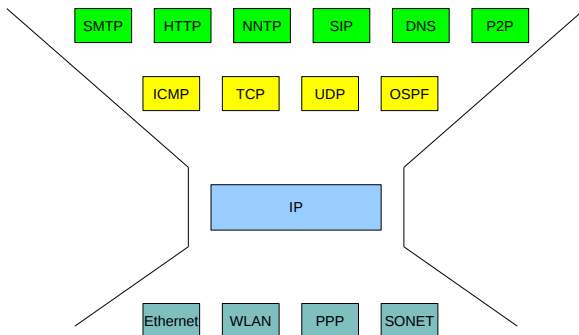 SMTP HTTP NNTP SIP DNS P2P
ICMP TCP UDP OSPF
IP
Ethernet WLAN PPP SONET